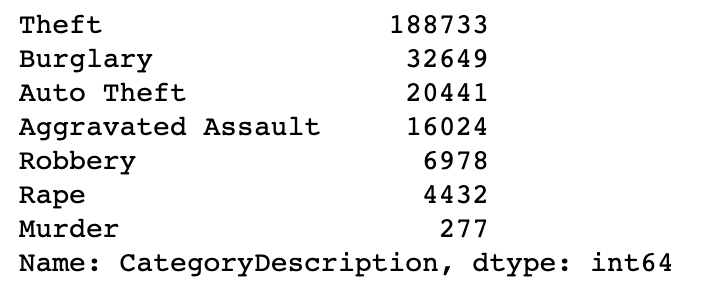 Theft 188733
Burglary 32649
Auto Theft 20441
Aggravated Assault 16024
Robbery 6978
Rape 4432
Murder 277
Name: CategoryDescription, dtype: int64